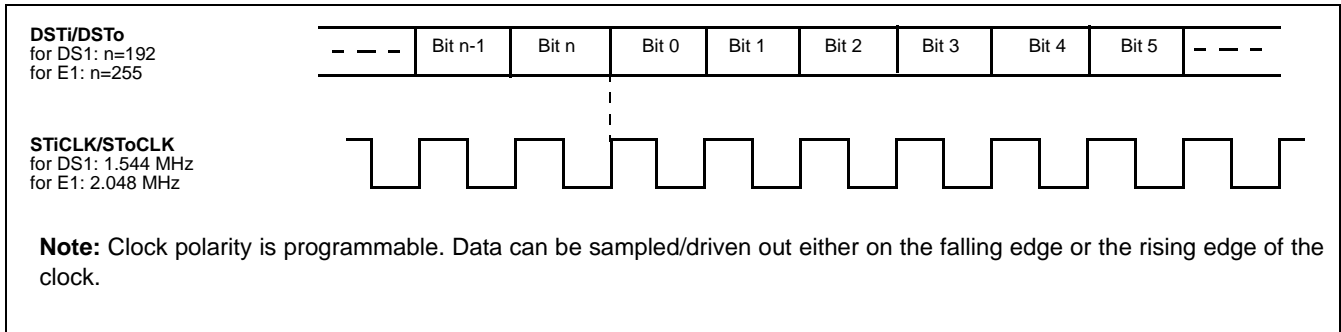 DSTi/DSTo
for DS1: n=192
for E1: n=255
Bit n-1 Bit n Bit 0 Bit 1 Bit 2 Bit 3 Bit 4 Bit 5
STiCLK/SToCLK
for DS1: 1.544 MHz
for E1: 2.048 MHz
Note: Clock polarity is programmable. Data can be sampled/driven out either on the falling edge or the rising edge of the
clock.